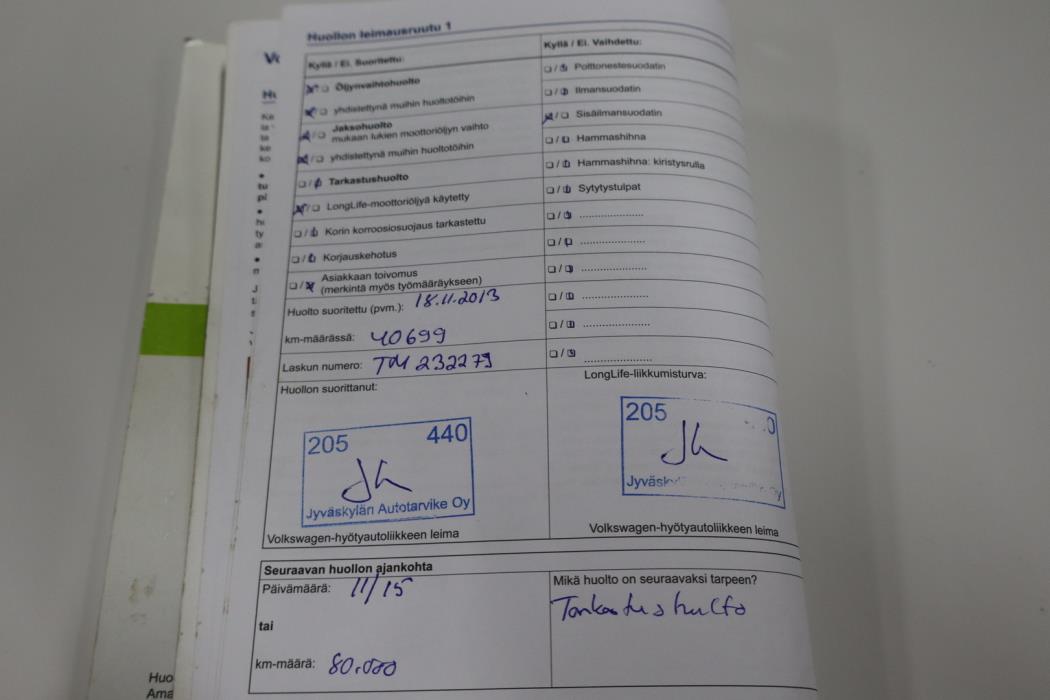 Huollon leimausruutu 1
Kyllä / Ei. Suoritettu:
Öljynvaihtohuolto
yhdistettynä muihin huoltotöihin
Jaksohuolto
mukaan lukien moottoriöljyn vaihto
yhdistettynä muihin huoltotöihin
Tarkastushuolto
LongLife-moottoriöljyä käytetty
Korin korroosiosuojaus tarkastettu
Korjauskehotus
Asiakkaan toivomus
(merkintä myös työmääräykseen)
Huolto suoritettu (pvm.): 18.11.2013
km-määrässä: 40699
Laskun numero: TM 232279
Huollon suorittanut:
205 440
Jyväskylän Autotarvike Oy
Volkswagen-hyötyautoliikkeen leima
Kyllä / Ei. Vaihdettu:
Polttonestesuodatin
Ilmansuodatin
Sisäilmansuodatin
Hammashihna
Hammashihna: kiristysrulla
Sytytystulpat
LongLife-liikkumisturva:
205
Volkswagen-hyötyautoliikkeen leima
Seuraavan huollon ajankohta
Päivämäärä: 11/15
tai
km-määrä: 80.000
Mikä huolto on seuraavaksi tarpeen?
Tarkastushuolto